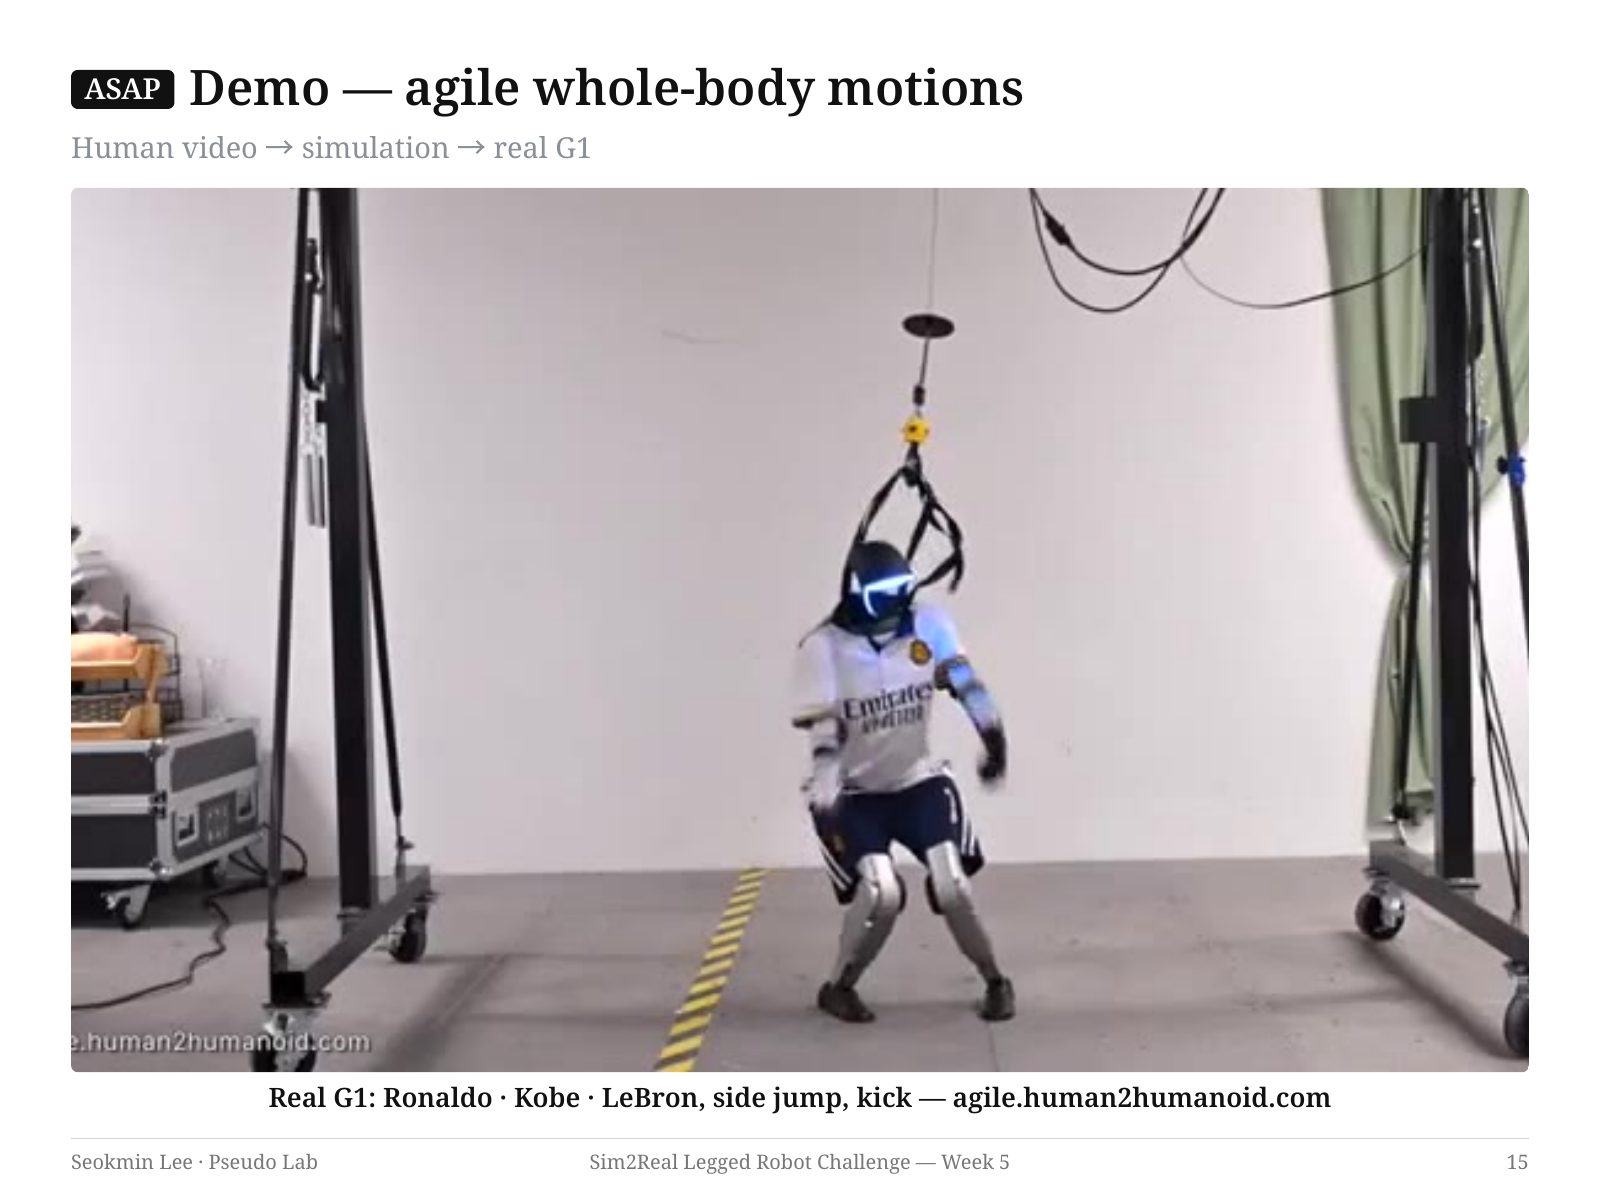 ASAP Demo — agile whole-body motions
Human video → simulation → real G1
Emirates
e.human2humanoid.com
Real G1: Ronaldo · Kobe · LeBron, side jump, kick — agile.human2humanoid.com
Seokmin Lee · Pseudo Lab
Sim2Real Legged Robot Challenge — Week 5
15